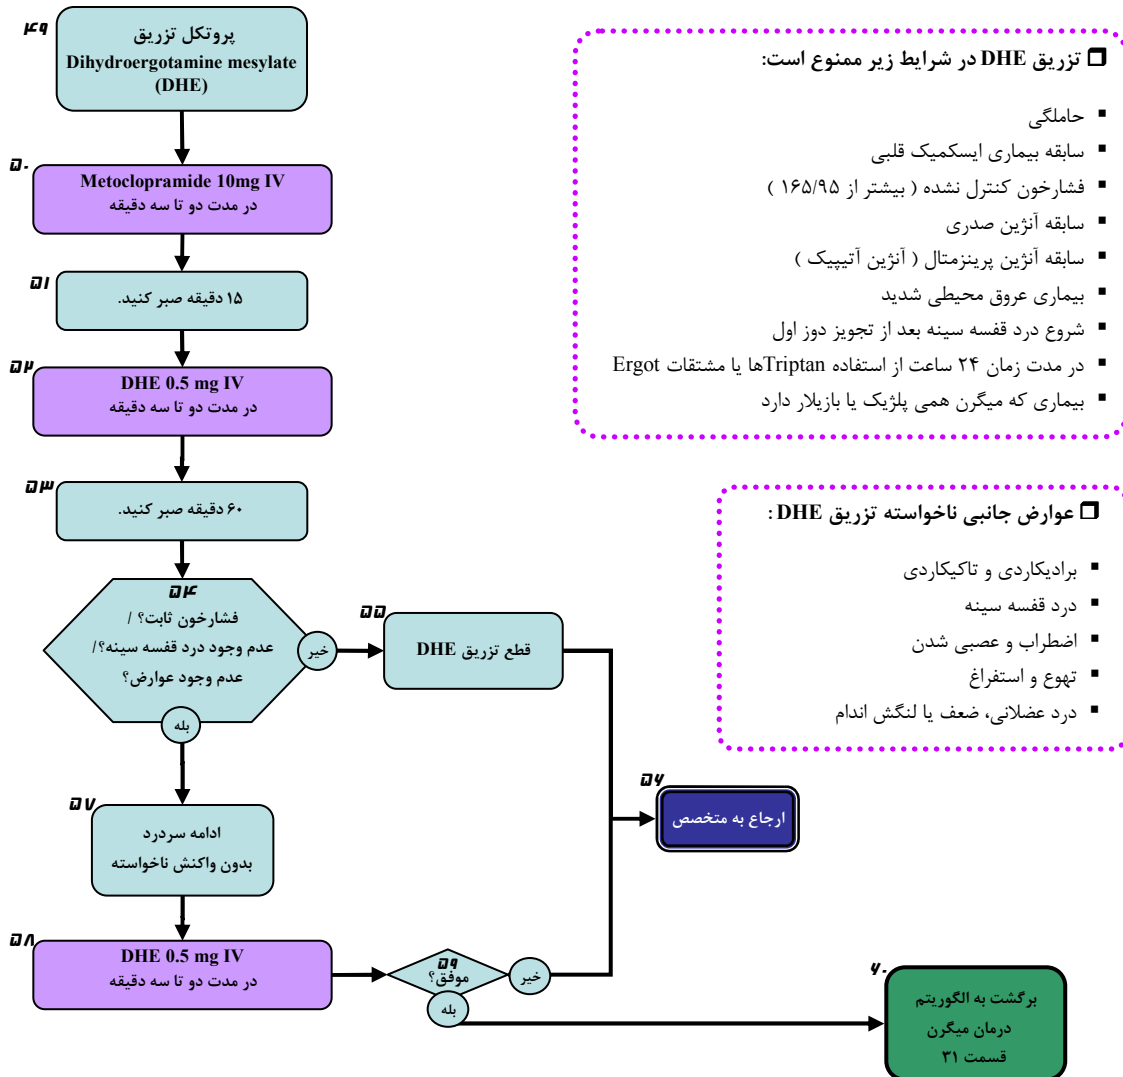 ۴۹
پروتکل تزریق
Dihydroergotamine mesylate
(DHE)
۵۰
Metoclopramide 10mg IV
در مدت دو تا سه دقیقه
۵۱
۱۵ دقیقه صبر کنید.
۵۲
DHE 0.5 mg IV
در مدت دو تا سه دقیقه
۵۳
۶۰ دقیقه صبر کنید.
۵۴
فشارخون ثابت؟ /
عدم وجود درد قفسه سینه؟/
عدم وجود عوارض؟
خیر
بله
۵۵
قطع تزریق DHE
۵۶
ارجاع به متخصص
۵۷
ادامه سردرد
بدون واکنش ناخواسته
۵۸
DHE 0.5 mg IV
در مدت دو تا سه دقیقه
۵۹
موفق؟
خیر
بله
۶۰
برگشت به الگوریتم
درمان میگرن
قسمت ۳۱
تزریق DHE در شرایط زیر ممنوع است:
حاملگی
سابقه بیماری ایسکمیک قلبی
فشارخون کنترل نشده ( بیشتر از ۱۶۵/۹۵ )
سابقه آنژین صدری
سابقه آنژین پرینزمتال ( آنژین آتیپیک )
بیماری عروق محیطی شدید
شروع درد قفسه سینه بعد از تجویز دوز اول
در مدت زمان ۲۴ ساعت از استفاده Triptanها یا مشتقات Ergot
بیماری که میگرن همی پلژیک یا بازیلار دارد
عوارض جانبی ناخواسته تزریق DHE:
برادیکاردی و تاکیکاردی
درد قفسه سینه
اضطراب و عصبی شدن
تهوع و استفراغ
درد عضلانی، ضعف یا لنگش اندام